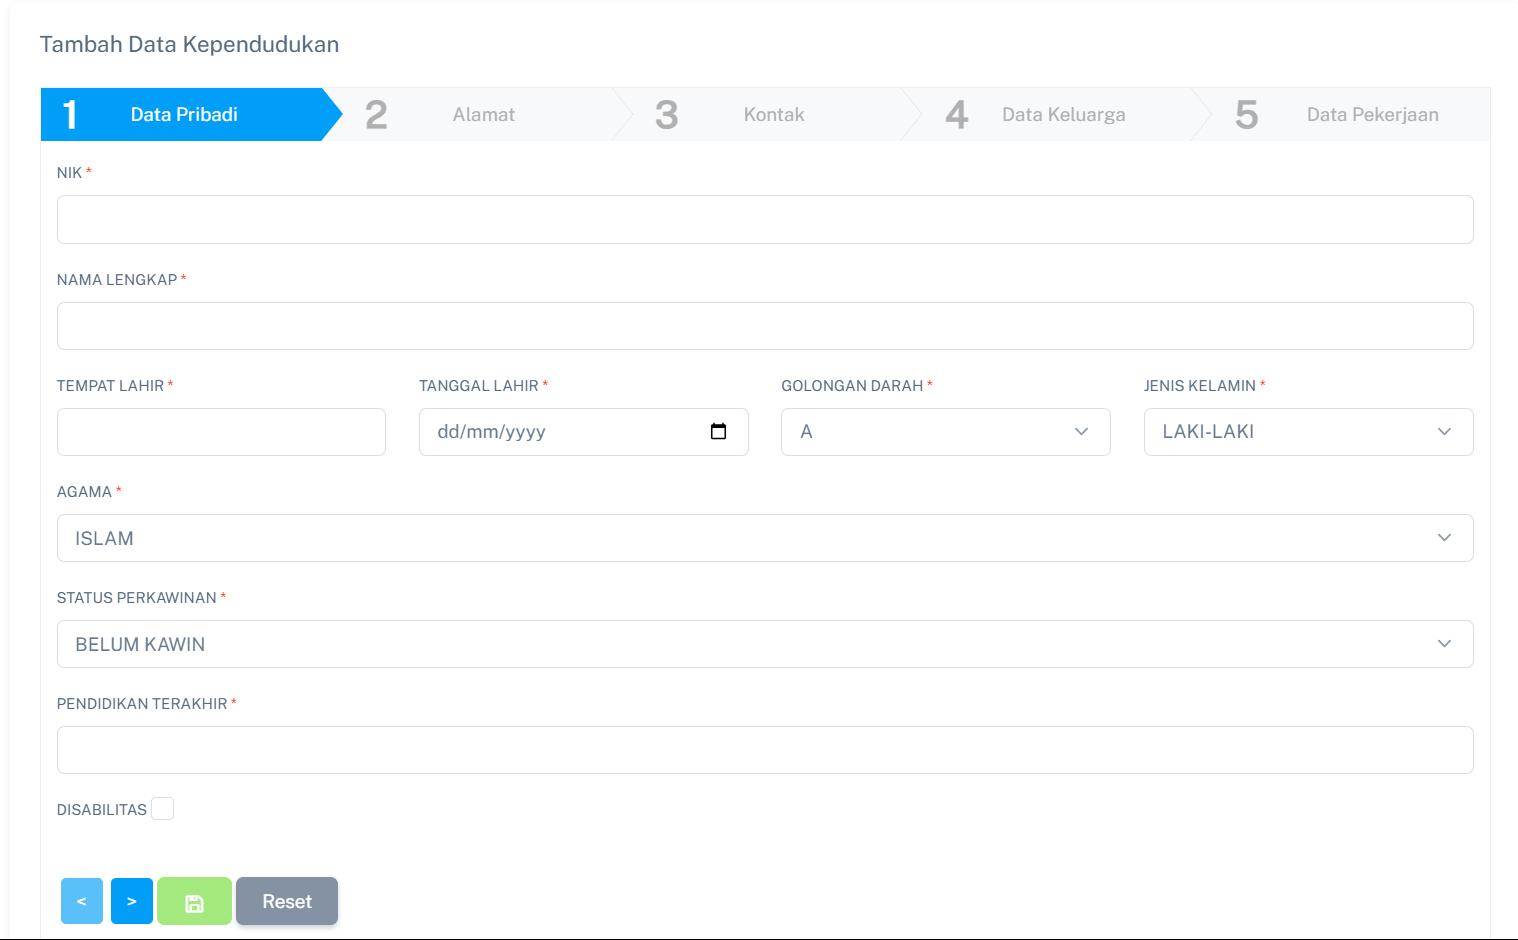 Tambah Data Kependudukan
1 Data Pribadi 2 Alamat 3 Kontak 4 Data Keluarga 5 Data Pekerjaan
NIK *
NAMA LENGKAP *
TEMPAT LAHIR * TANGGAL LAHIR * GOLONGAN DARAH * JENIS KELAMIN *
dd/mm/yyyy A LAKI-LAKI
AGAMA *
ISLAM
STATUS PERKAWINAN *
BELUM KAWIN
PENDIDIKAN TERAKHIR *
DISABILITAS
< > Reset